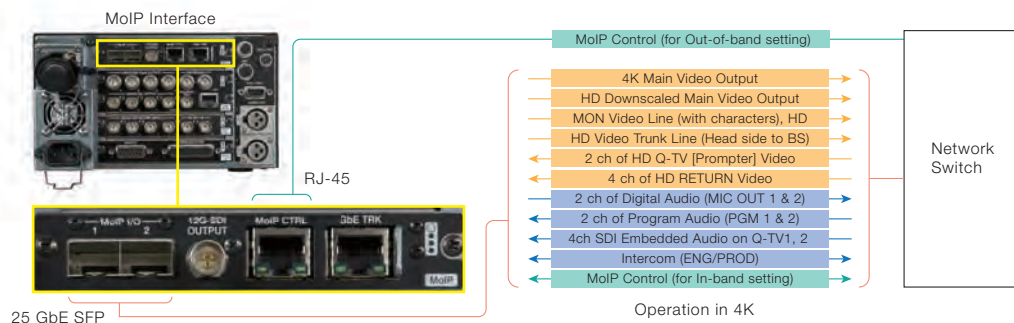 MoIP Interface
MoIP Control (for Out-of-band setting)
4K Main Video Output
HD Downscaled Main Video Output
MON Video Line (with characters), HD
HD Video Trunk Line (Head side to BS)
2 ch of HD Q-TV [Prompter] Video
4 ch of HD RETURN Video
2 ch of Digital Audio (MIC OUT 1 & 2)
2 ch of Program Audio (PGM 1 & 2)
4ch SDI Embedded Audio on Q-TV1, 2
Intercom (ENG/PROD)
MoIP Control (for In-band setting)
Operation in 4K
Network
Switch
RJ-45
MoIP I/O
1 2
12G-SDI
OUTPUT
MoIP CTRL
GbE TRK
MoIP
25 GbE SFP